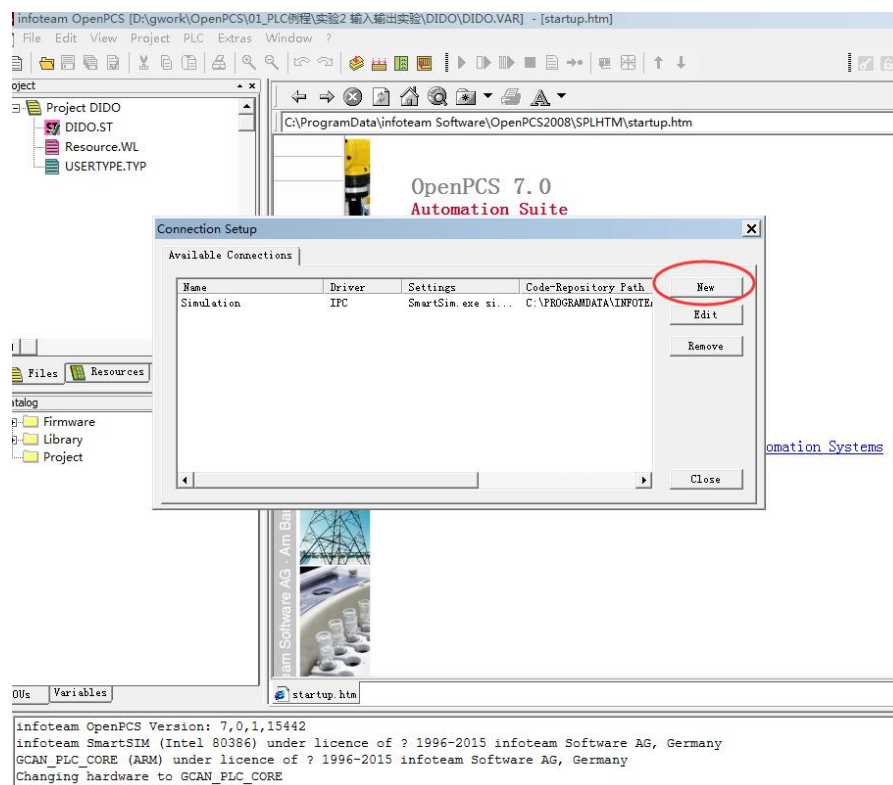 infoteam OpenPCS [D:\gwork\OpenPCS\01_PLC例程\实验2 输入输出实验\DIDO\DIDO.VAR] - [startup.htm]
File Edit View Project PLC Extras Window ?
oject
Project DIDO
DIDO.ST
Resource.WL
USERTYPE.TYP
C:\ProgramData\infoteam Software\OpenPCS2008\SPLHTM\startup.htm
OpenPCS 7.0
Automation Suite
Connection Setup
Available Connections
Name Driver Settings Code-Repository Path
Simulation IPC SmartSim.exe si... C:\PROGRAMDATA\INFOTE
New
Edit
Remove
Close
Files Resources
atalog
Firmware
Library
Project
omation Systems
am Software AG · Am Ba
OUs Variables
startup.htm
infoteam OpenPCS Version: 7,0,1,15442
infoteam SmartSIM (Intel 80386) under licence of ? 1996-2015 infoteam Software AG, Germany
GCAN_PLC_CORE (ARM) under licence of ? 1996-2015 infoteam Software AG, Germany
Changing hardware to GCAN_PLC_CORE